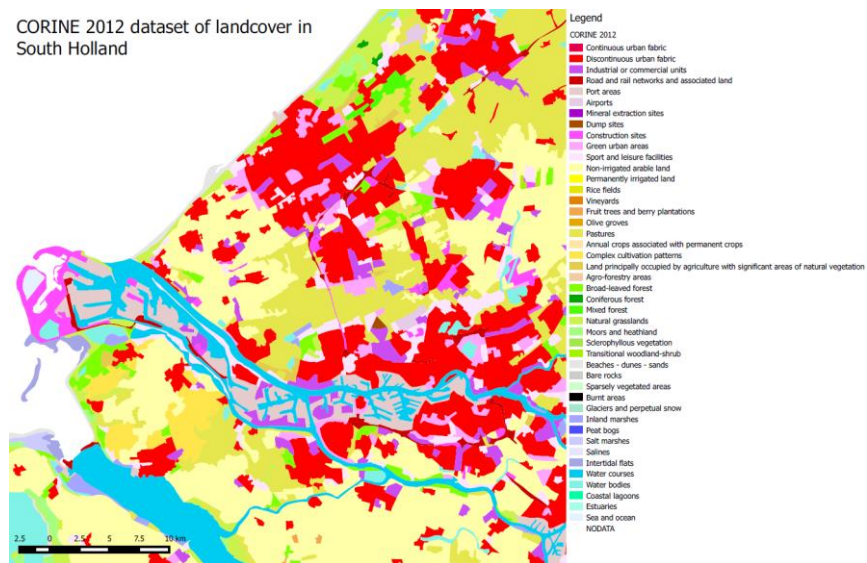 CORINE 2012 dataset of landcover in
South Holland
Legend
CORINE 2012
Continuous urban fabric
Discontinuous urban fabric
Industrial or commercial units
Road and rail networks and associated land
Port areas
Airports
Mineral extraction sites
Dump sites
Construction sites
Green urban areas
Sport and leisure facilities
Non-irrigated arable land
Permanently irrigated land
Rice fields
Vineyards
Fruit trees and berry plantations
Olive groves
Pastures
Annual crops associated with permanent crops
Complex cultivation patterns
Land principally occupied by agriculture with significant areas of natural vegetation
Agro-forestry areas
Broad-leaved forest
Coniferous forest
Mixed forest
Natural grasslands
Moors and heathland
Sclerophyllous vegetation
Transitional woodland-shrub
Beaches - dunes - sands
Bare rocks
Sparsely vegetated areas
Burnt areas
Glaciers and perpetual snow
Inland marshes
Peat bogs
Salt marshes
Salines
Intertidal flats
Water courses
Water bodies
Coastal lagoons
Estuaries
Sea and ocean
NODATA
2.5 0 2.5 5 7.5 10 km